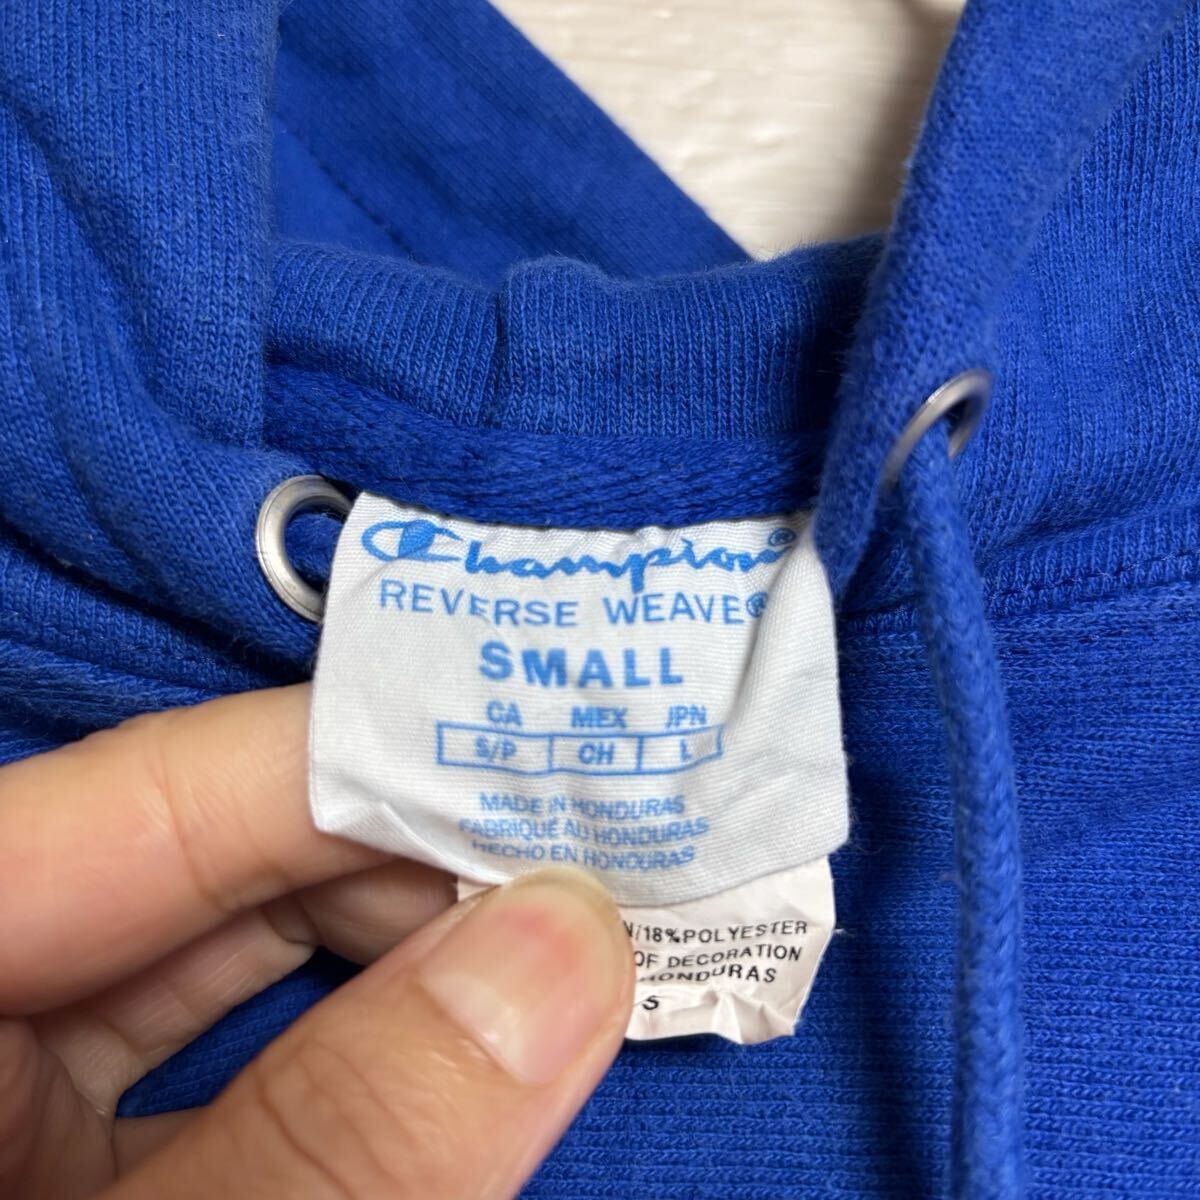 Champion®
REVERSE WEAVE®
SMALL
CA MEX JPN
S/P CH L
MADE IN HONDURAS
FABRIQUÉ AU HONDURAS
HECHO EN HONDURAS
/18%POLYESTER
OF DECORATION
HONDURAS
S